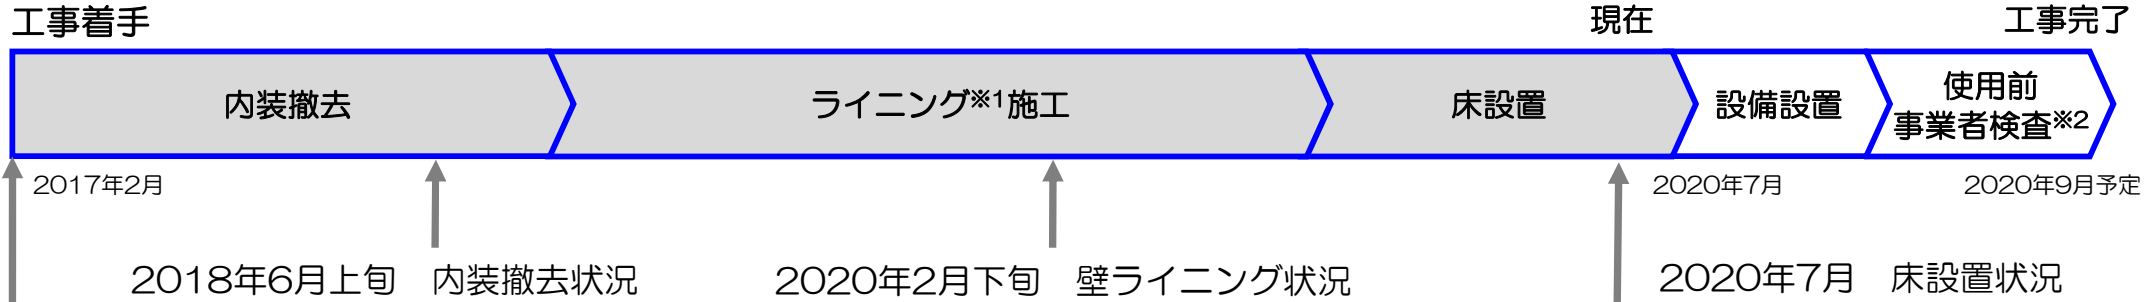 工事着手
現在
工事完了
内装撤去
ライニング※1施工
床設置
設備設置
使用前
事業者検査※2
2017年2月
2020年7月
2020年9月予定
2018年6月上旬 内装撤去状況
2020年2月下旬 壁ライニング状況
2020年7月 床設置状況